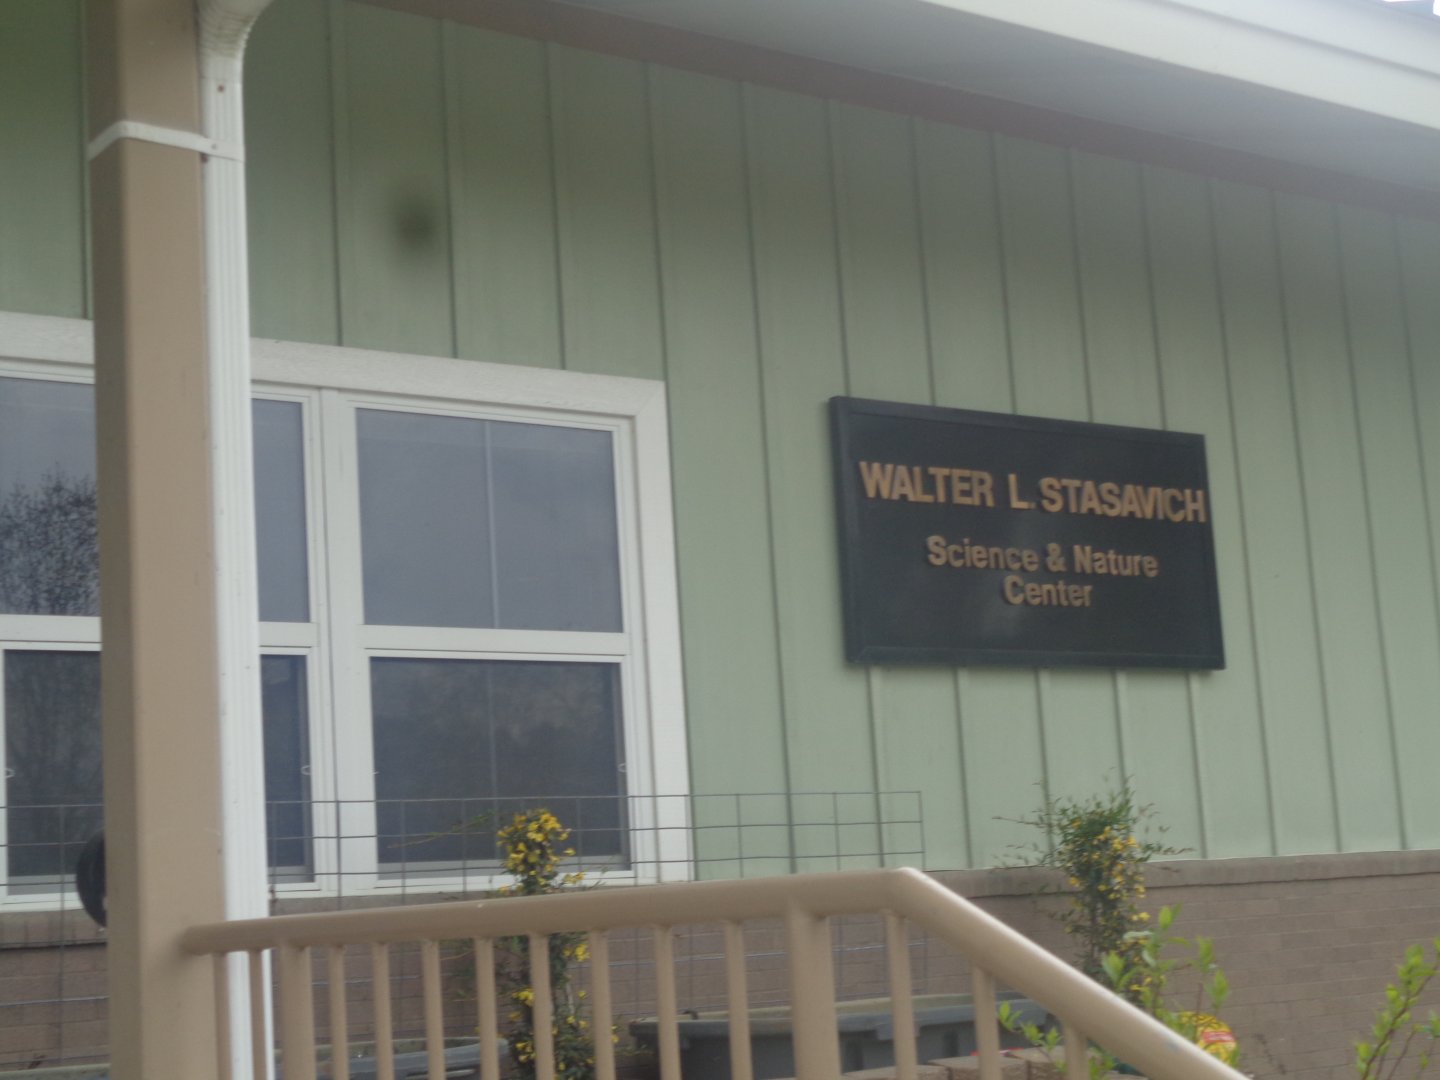 WALTER L. STASAVICH
Science & Nature
Center